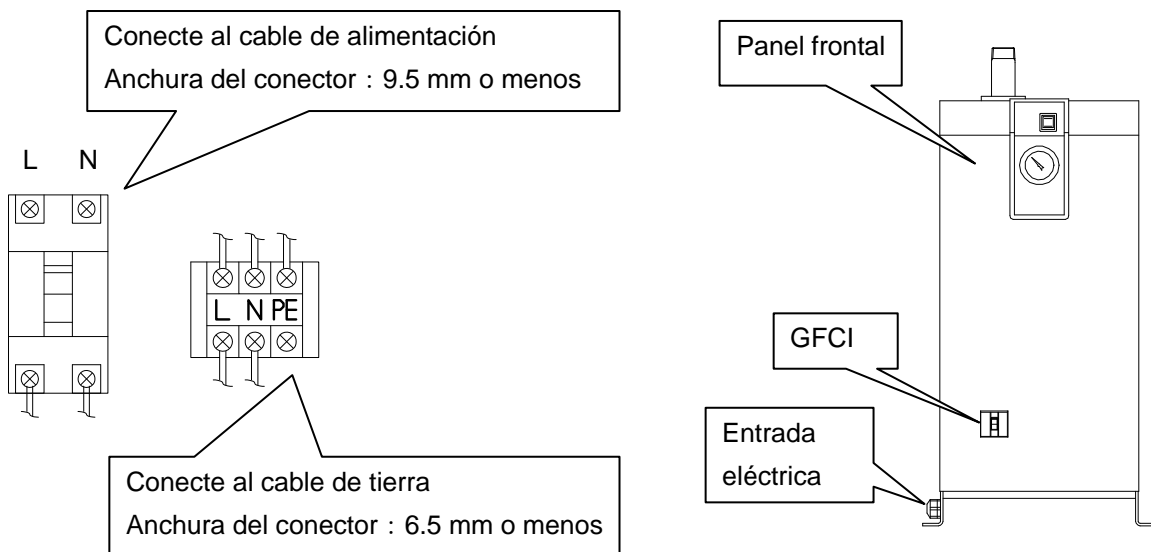 Conecte al cable de alimentación
Anchura del conector：9.5 mm o menos
L N
L N PE
Conecte al cable de tierra
Anchura del conector：6.5 mm o menos
Panel frontal
GFCI
Entrada
eléctrica